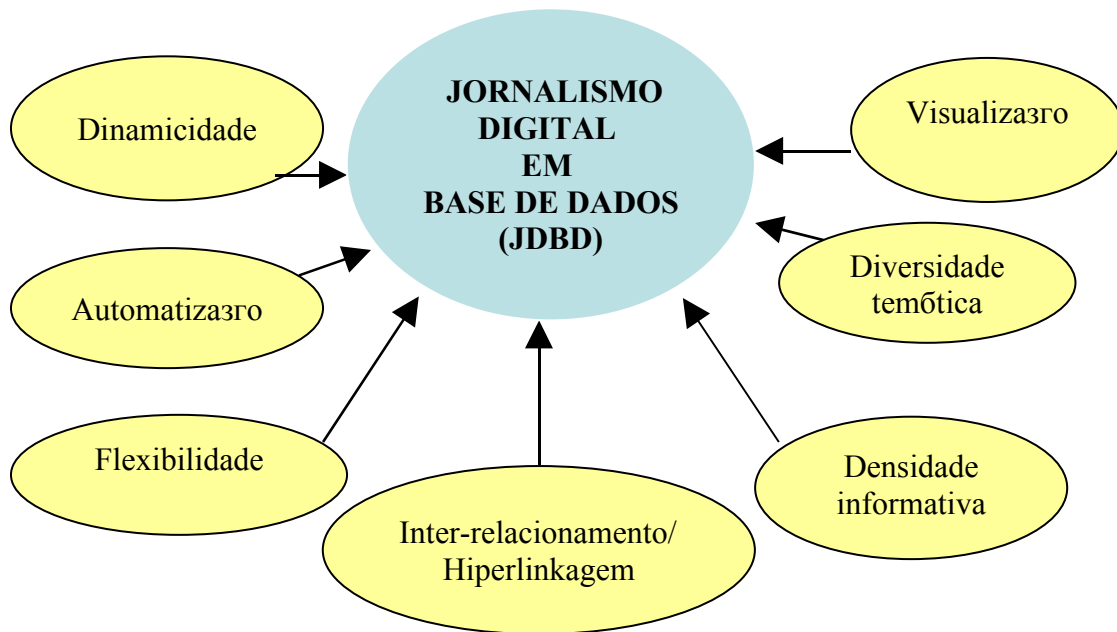 JORNALISMO
DIGITAL
EM
BASE DE DADOS
(JDBD)
Dinamicidade
Visualizaзгo
Automatizaзгo
Diversidade
temбtica
Flexibilidade
Densidade
informativa
Inter-relacionamento/
Hiperlinkagem